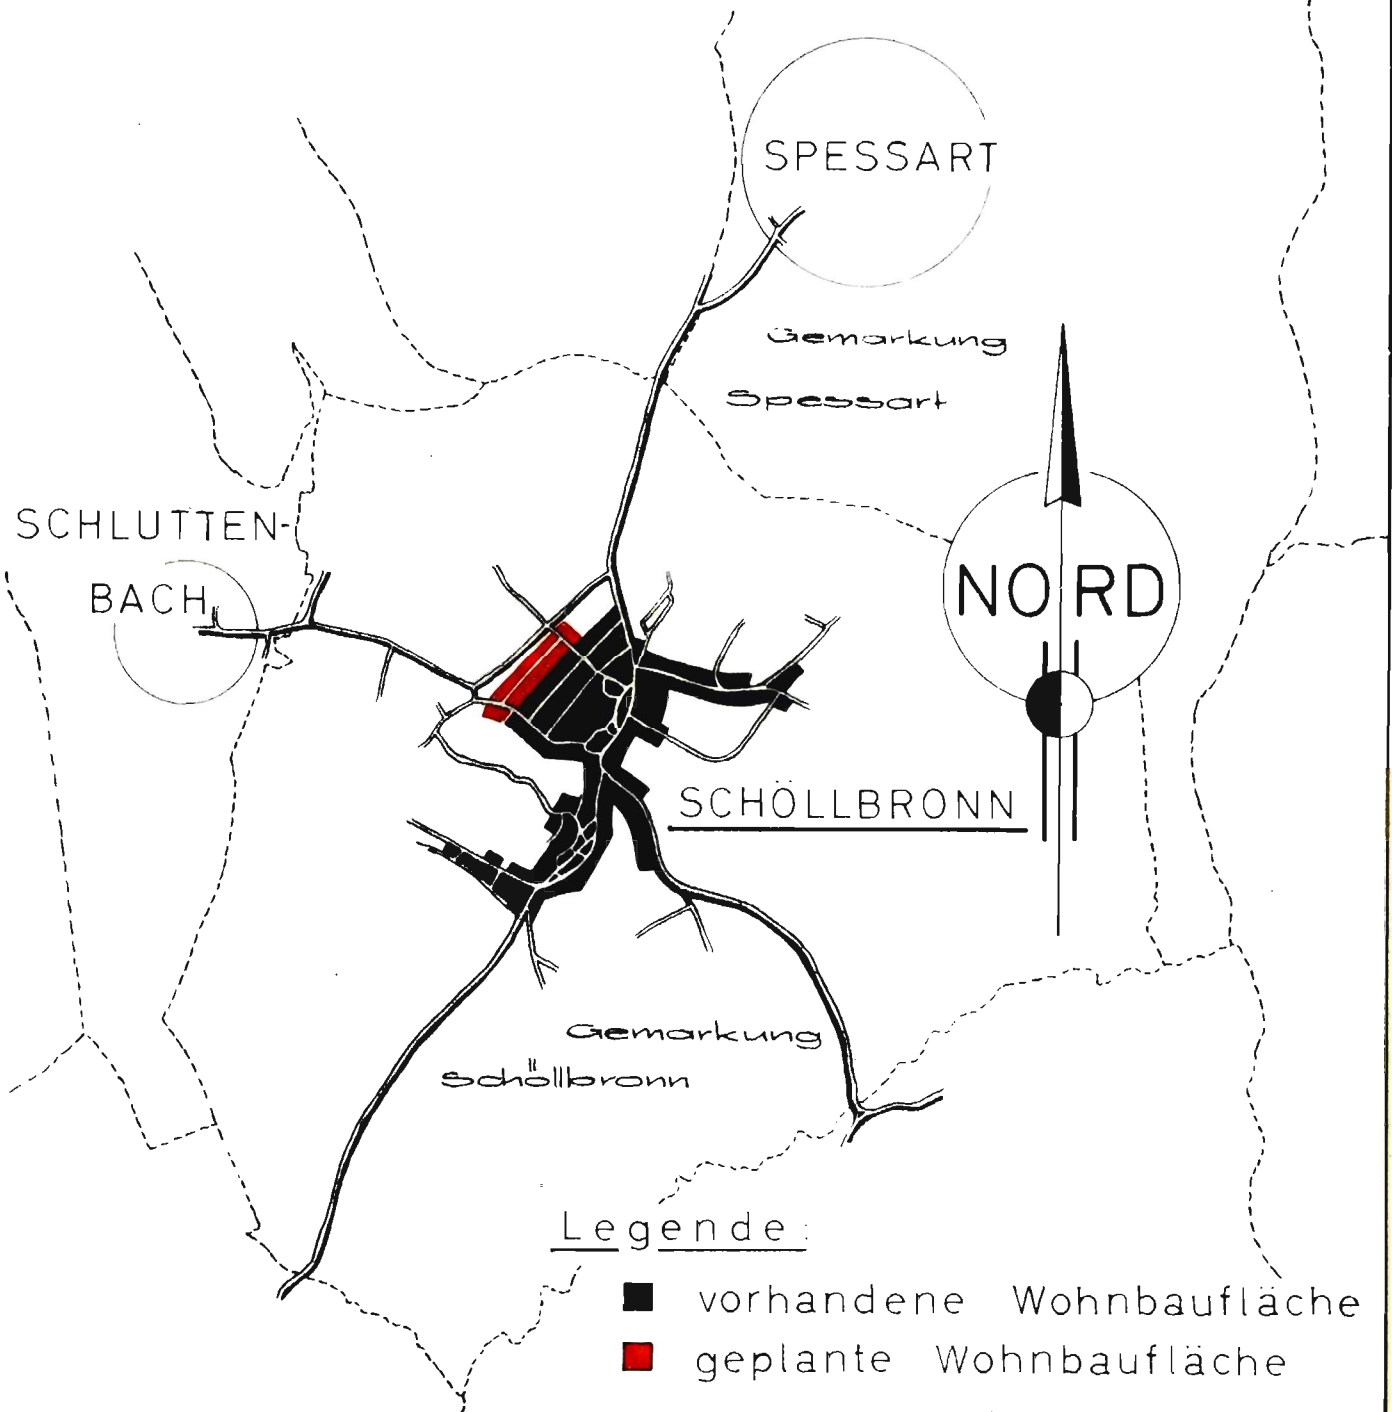 SPESSART
Gemarkung
Spessart
SCHLUTTEN-
BACH
NORD
SCHÖLLBRONN
Gemarkung
Schöllbronn
Legende:
vorhandene Wohnbaufläche
geplante Wohnbaufläche